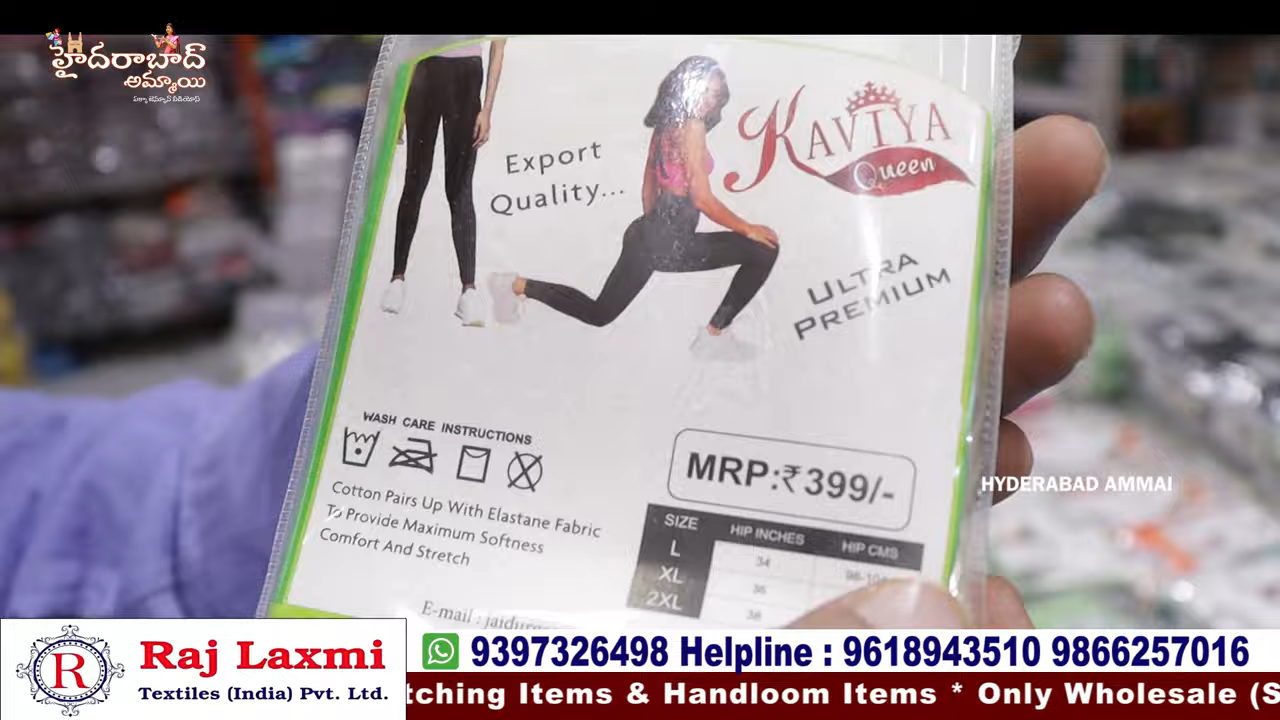 హైదరాబాద్
అమ్మాయి
Export
Quality...
KAVIYA
Queen
ULTRA
PREMIUM
WASH CARE INSTRUCTIONS
Cotton Pairs Up With Elastane Fabric
To Provide Maximum Softness
Comfort And Stretch
MRP:₹399/-
SIZE HIP INCHES HIP CMS
L 34
XL 36
2XL 38
E-mail :
HYDERABAD AMMAI
R
Raj Laxmi
Textiles (India) Pvt. Ltd.
9397326498 Helpline : 9618943510 9866257016
tching Items & Handloom Items * Only Wholesale (S